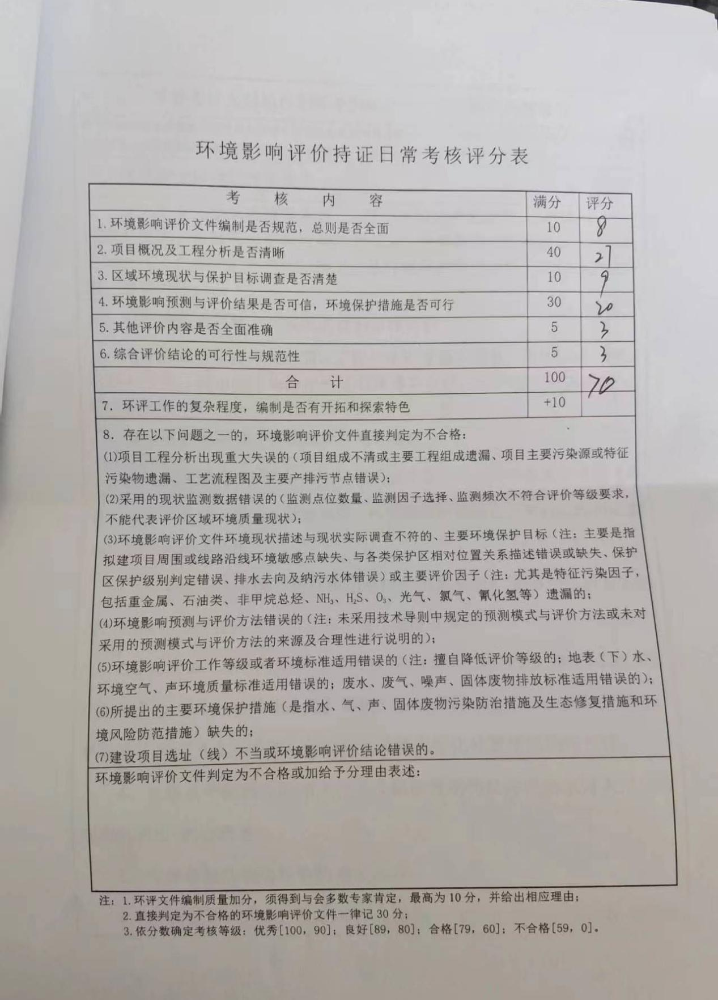 环境影响评价持证日常考核评分表
考 核 内 容 满分 评分
1.环境影响评价文件编制是否规范，总则是否全面 10 8
2.项目概况及工程分析是否清晰 40 27
3.区域环境现状与保护目标调查是否清楚 10 9
4.环境影响预测与评价结果是否可信，环境保护措施是否可行 30 20
5.其他评价内容是否全面准确 5 3
6.综合评价结论的可行性与规范性 5 3
合 计 100 70
7．环评工作的复杂程度，编制是否有开拓和探索特色 +10
8．存在以下问题之一的，环境影响评价文件直接判定为不合格：
⑴项目工程分析出现重大失误的（项目组成不清或主要工程组成遗漏、项目主要污染源或特征
污染物遗漏、工艺流程图及主要产排污节点错误）；
⑵采用的现状监测数据错误的（监测点位数量、监测因子选择、监测频次不符合评价等级要求，
不能代表评价区域环境质量现状）；
⑶环境影响评价文件环境现状描述与现状实际调查不符的、主要环境保护目标（注：主要是指
拟建项目周围或线路沿线环境敏感点缺失、与各类保护区相对位置关系描述错误或缺失、保护
区保护级别判定错误、排水去向及纳污水体错误）或主要评价因子（注：尤其是特征污染因子，
包括重金属、石油类、非甲烷总烃、NH₃、H₂S、O₃、光气、氯气、氰化氢等）遗漏的；
⑷环境影响预测与评价方法错误的（注：未采用技术导则中规定的预测模式与评价方法或未对
采用的预测模式与评价方法的来源及合理性进行说明的）；
⑸环境影响评价工作等级或者环境标准适用错误的（注：擅自降低评价等级的；地表（下）水、
环境空气、声环境质量标准适用错误的；废水、废气、噪声、固体废物排放标准适用错误的）；
⑹所提出的主要环境保护措施（是指水、气、声、固体废物污染防治措施及生态修复措施和环
境风险防范措施）缺失的；
⑺建设项目选址（线）不当或环境影响评价结论错误的。
环境影响评价文件判定为不合格或加给予分理由表述：
注：1.环评文件编制质量加分，须得到与会多数专家肯定，最高为10分，并给出相应理由；
2.直接判定为不合格的环境影响评价文件一律记30分；
3.依分数确定考核等级：优秀[100，90]；良好[89，80]；合格[79，60]；不合格[59，0]。